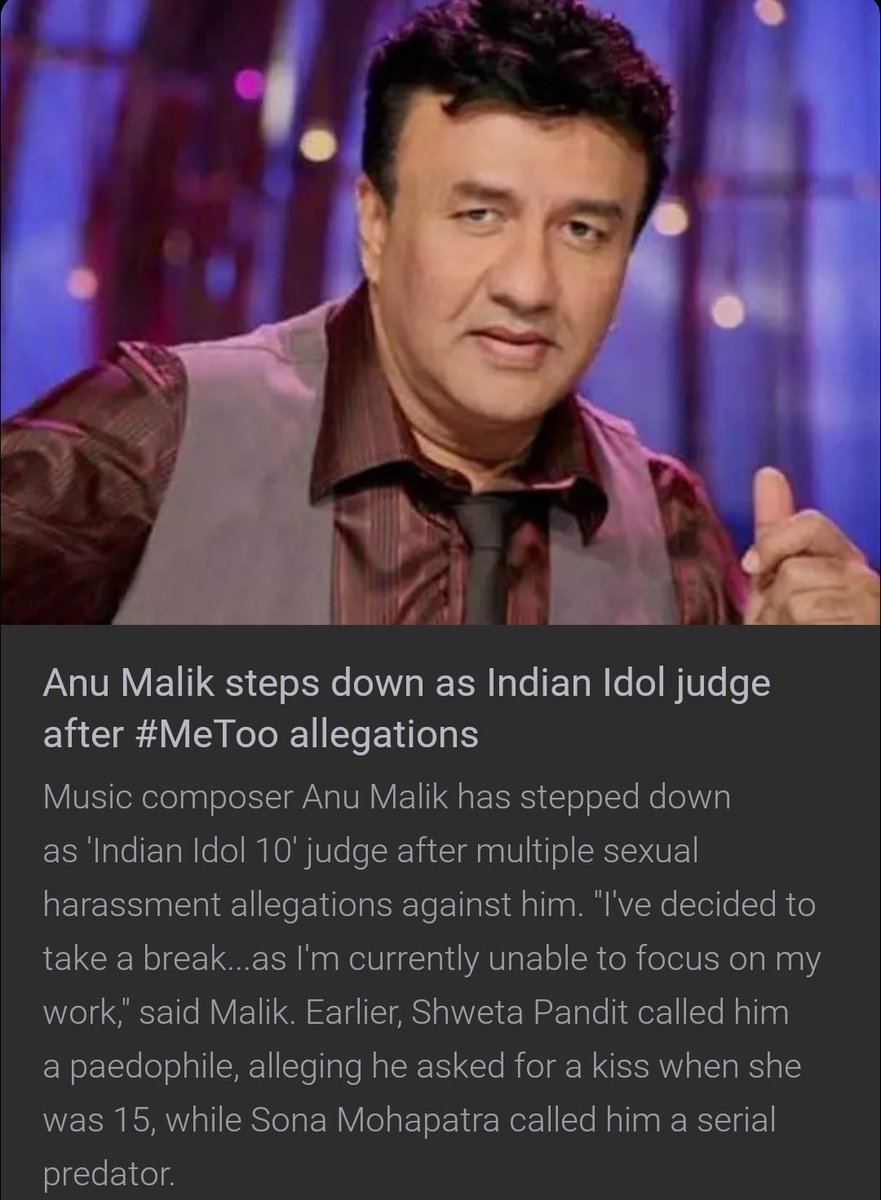 Anu Malik steps down as Indian Idol judge
after #MeToo allegations
Music composer Anu Malik has stepped down
as 'Indian Idol 10' judge after multiple sexual
harassment allegations against him. "I've decided to
take a break...as I'm currently unable to focus on my
work," said Malik. Earlier, Shweta Pandit called him
a paedophile, alleging he asked for a kiss when she
was 15, while Sona Mohapatra called him a serial
predator.